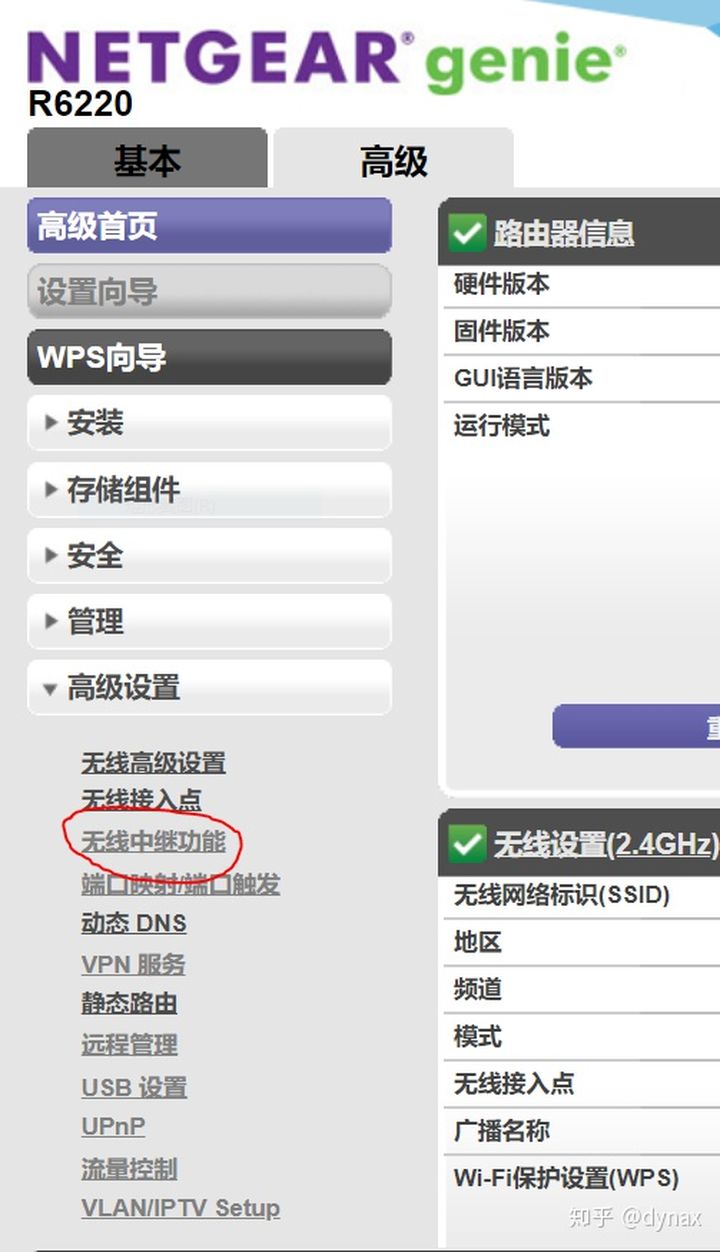 NETGEAR® genie®
R6220
基本
高级
高级首页
设置向导
WPS向导
安装
存储组件
安全
管理
高级设置
无线高级设置
无线接入点
无线中继功能
端口映射/端口触发
动态 DNS
VPN 服务
静态路由
远程管理
USB 设置
UPnP
流量控制
VLAN/IPTV Setup
路由器信息
硬件版本
固件版本
GUI语言版本
运行模式
无线设置(2.4GHz)
无线网络标识(SSID)
地区
频道
模式
无线接入点
广播名称
Wi-Fi保护设置(WPS)
知乎 @dynax